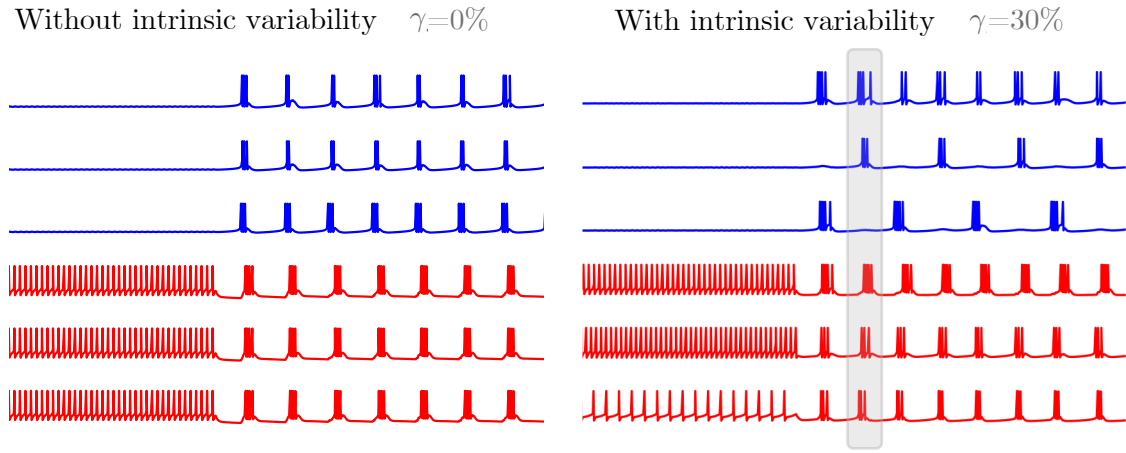 Without intrinsic variability γ=0%
With intrinsic variability γ=30%